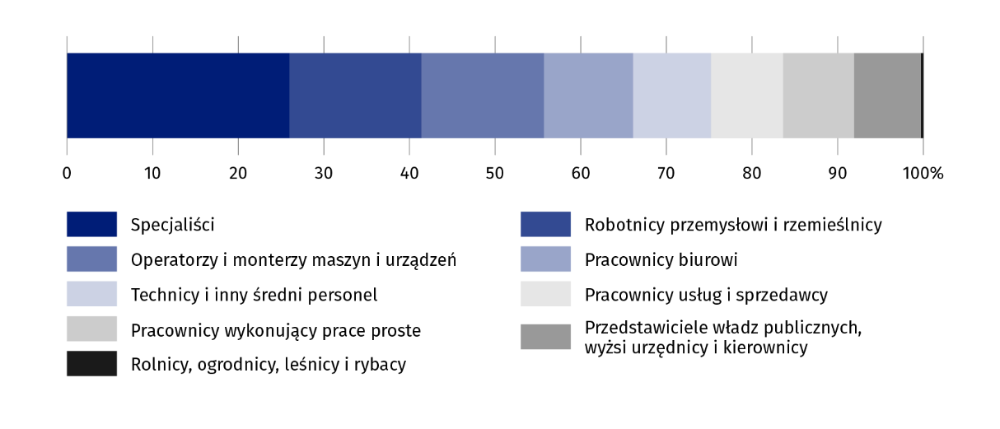 0 10 20 30 40 50 60 70 80 90 100%
Specjaliści
Robotnicy przemysłowi i rzemieślnicy
Operatorzy i monterzy maszyn i urządzeń
Pracownicy biurowi
Technicy i inny średni personel
Pracownicy usług i sprzedawcy
Pracownicy wykonujący prace proste
Przedstawiciele władz publicznych,
wyżsi urzędnicy i kierownicy
Rolnicy, ogrodnicy, leśnicy i rybacy